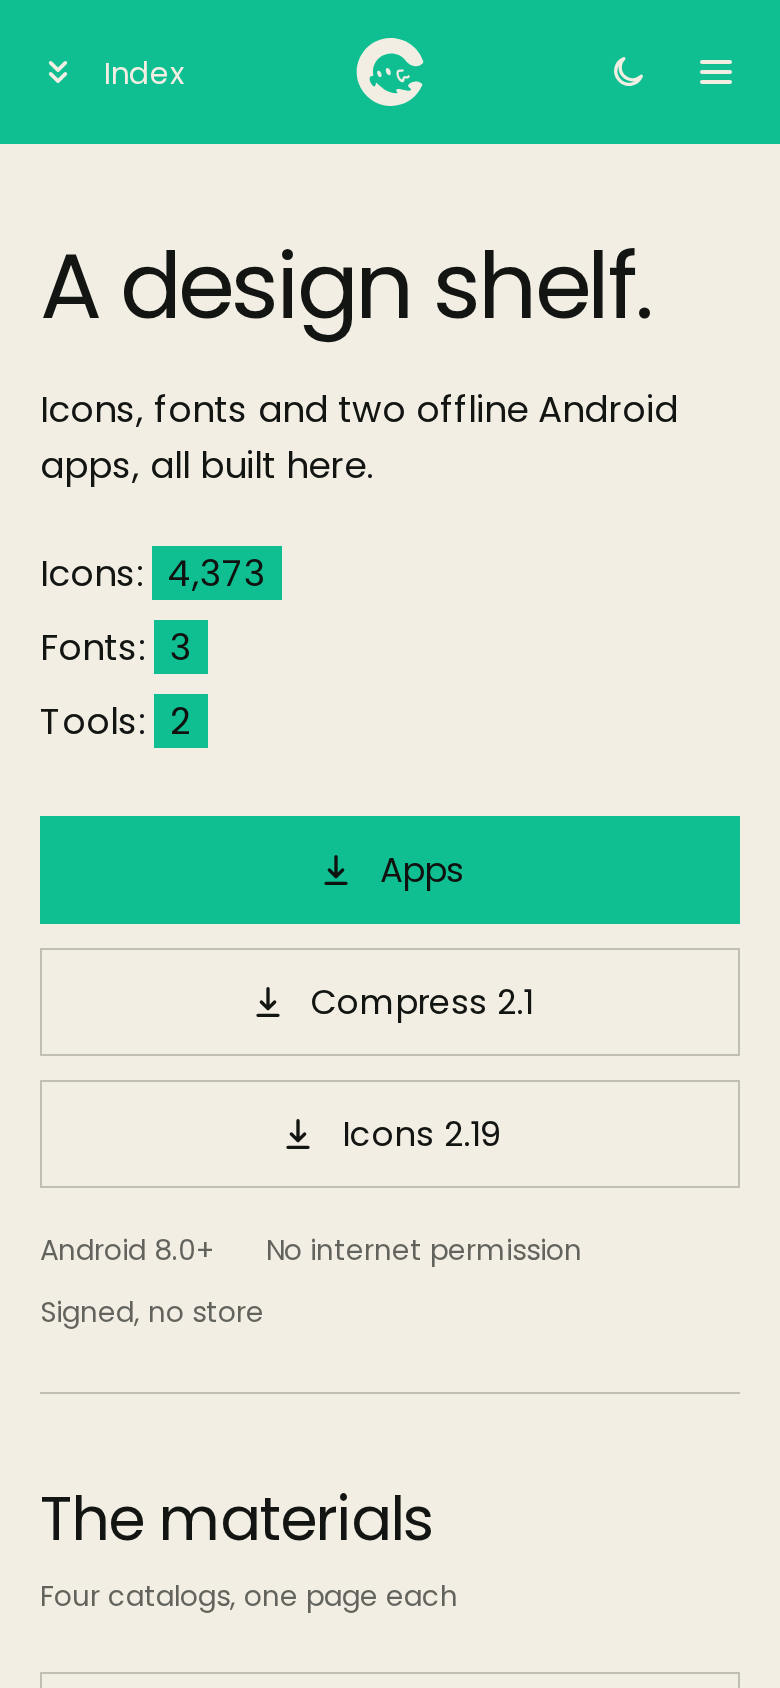 Index
A design shelf.
Icons, fonts and two offline Android
apps, all built here.
Icons: 4,373
Fonts: 3
Tools: 2
Apps
Compress 2.1
Icons 2.19
Android 8.0+ No internet permission
Signed, no store
The materials
Four catalogs, one page each